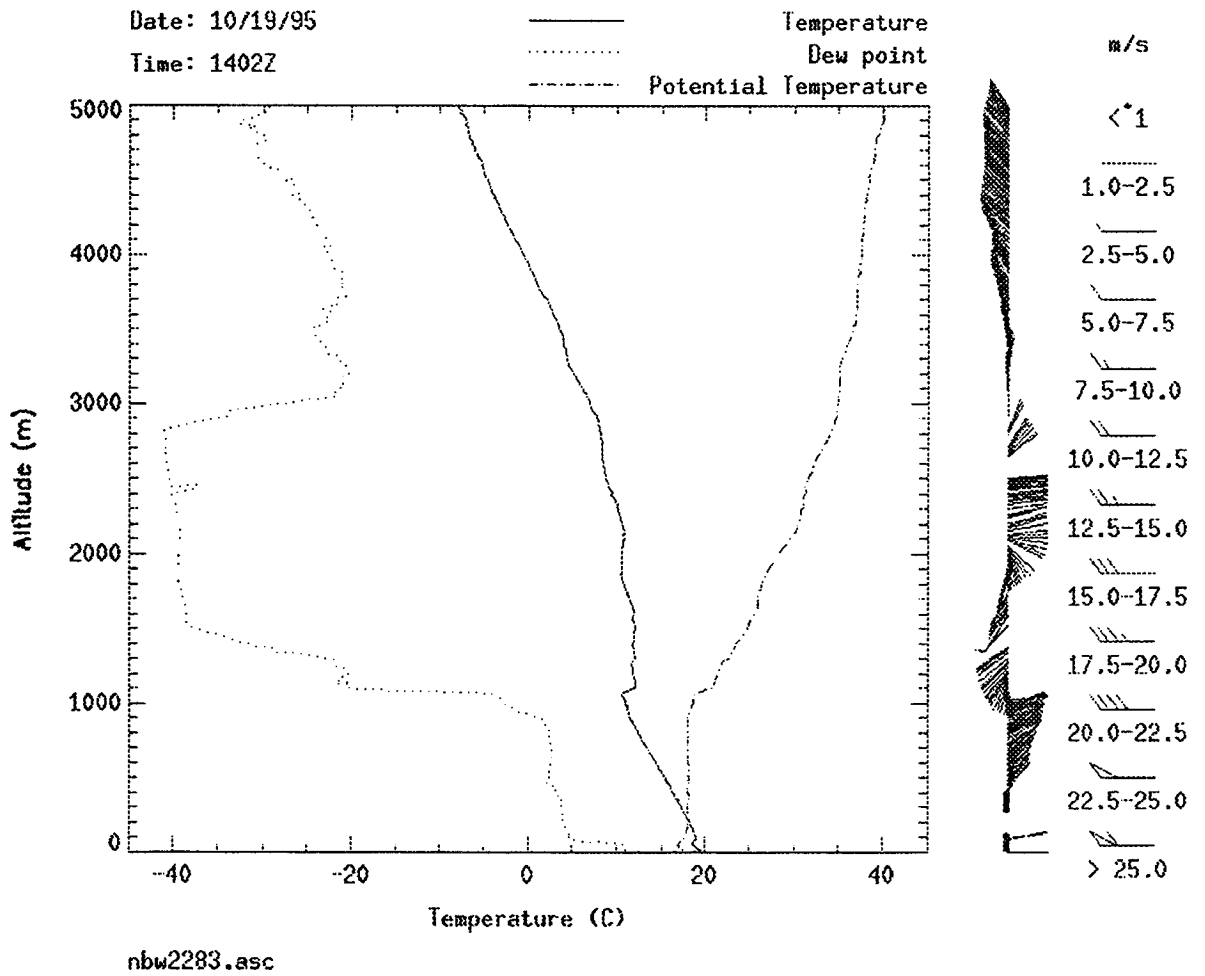 Date: 10/19/95
Time: 1402Z
Temperature
Dew point
Potential Temperature
m/s
<*1
1.0-2.5
2.5-5.0
5.0-7.5
7.5-10.0
10.0-12.5
12.5-15.0
15.0-17.5
17.5-20.0
20.0-22.5
22.5-25.0
> 25.0
5000
4000
3000
2000
1000
0
Altitude (m)
-40
-20
0
20
40
Temperature (C)
nbw2283.asc